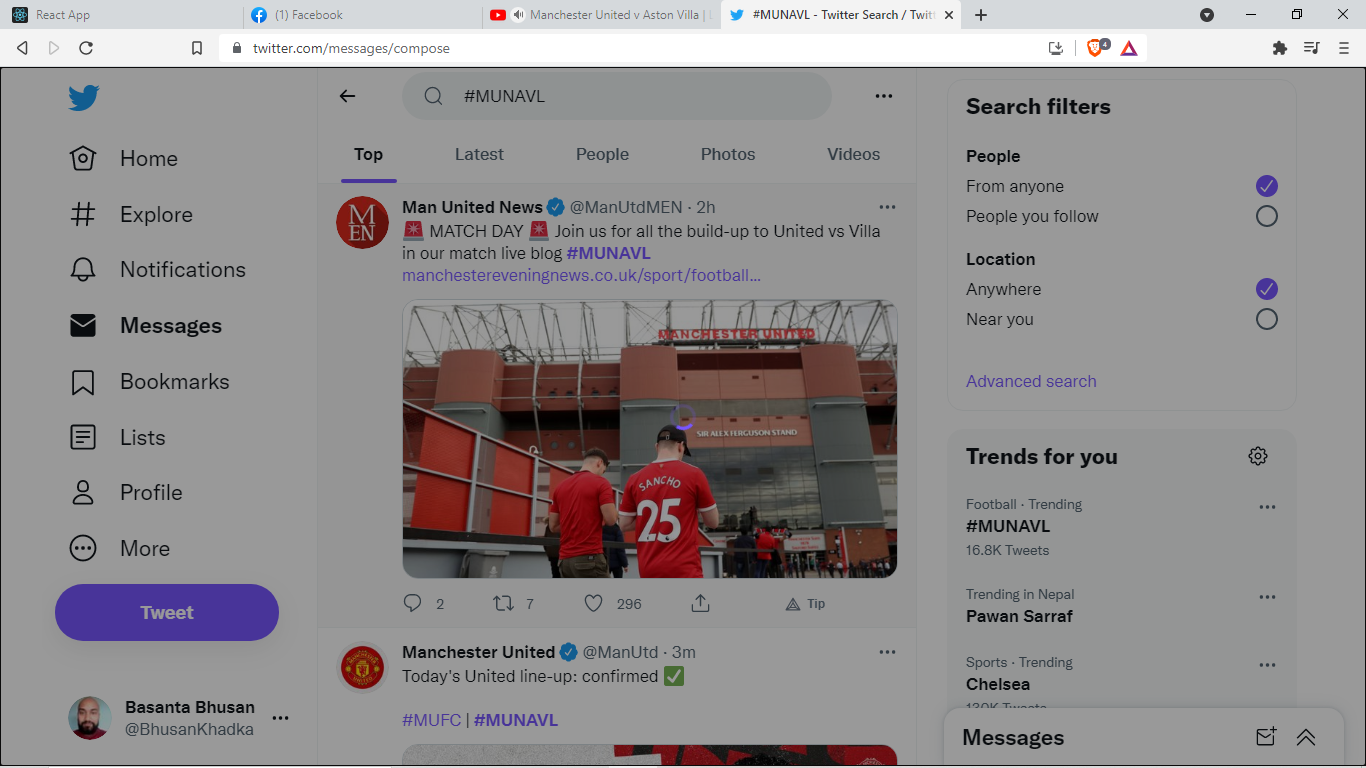 React App
(1) Facebook
Manchester United v Aston Villa |
#MUNAVL - Twitter Search / Twitt
twitter.com/messages/compose
4
#MUNAVL
Top
Latest
People
Photos
Videos
Home
Explore
Notifications
Messages
Bookmarks
Lists
Profile
More
Tweet
Basanta Bhusan
@BhusanKhadka
M
EN
Man United News @ManUtdMEN · 2h
🚨 MATCH DAY 🚨 Join us for all the build-up to United vs Villa
in our match live blog #MUNAVL
manchestereveningnews.co.uk/sport/football…
MANCHESTER UNITED
SIR ALEX FERGUSON STAND
SANCHO
25
2
7
296
Tip
Manchester United @ManUtd · 3m
Today's United line-up: confirmed ✅
#MUFC | #MUNAVL
Search filters
People
From anyone
People you follow
Location
Anywhere
Near you
Advanced search
Trends for you
Football · Trending
#MUNAVL
16.8K Tweets
Trending in Nepal
Pawan Sarraf
Sports · Trending
Chelsea
130K Tweets
Messages